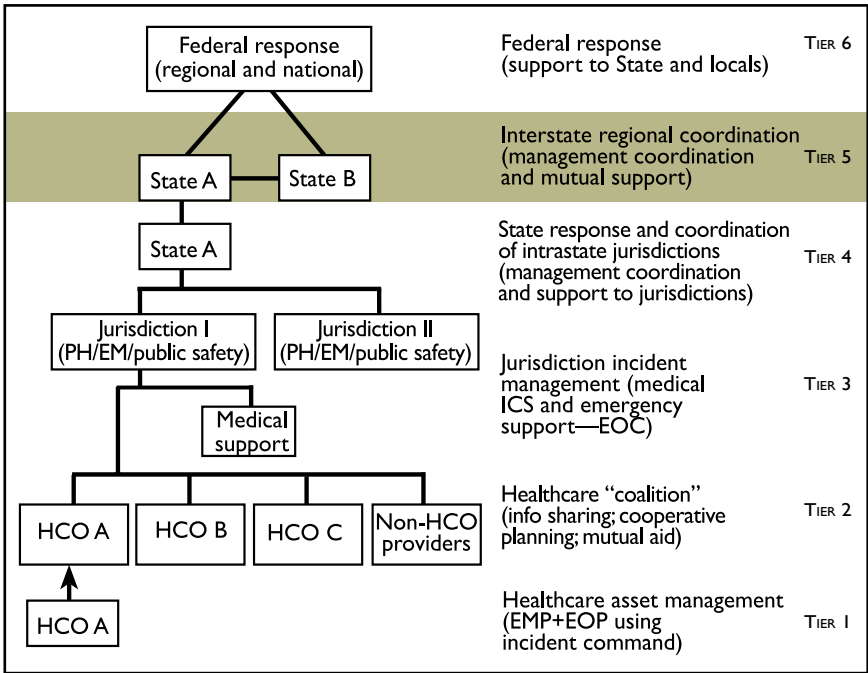 Federal response
(regional and national)
Federal response
(support to State and locals)
TIER 6
State A
State B
Interstate regional coordination
(management coordination
and mutual support)
TIER 5
State A
State response and coordination
of intrastate jurisdictions
(management coordination
and support to jurisdictions)
TIER 4
Jurisdiction I
(PH/EM/public safety)
Jurisdiction II
(PH/EM/public safety)
Medical
support
Jurisdiction incident
management (medical
ICS and emergency
support—EOC)
TIER 3
HCO A
HCO B
HCO C
Non-HCO
providers
Healthcare “coalition”
(info sharing; cooperative
planning; mutual aid)
TIER 2
HCO A
Healthcare asset management
(EMP+EOP using
incident command)
TIER 1